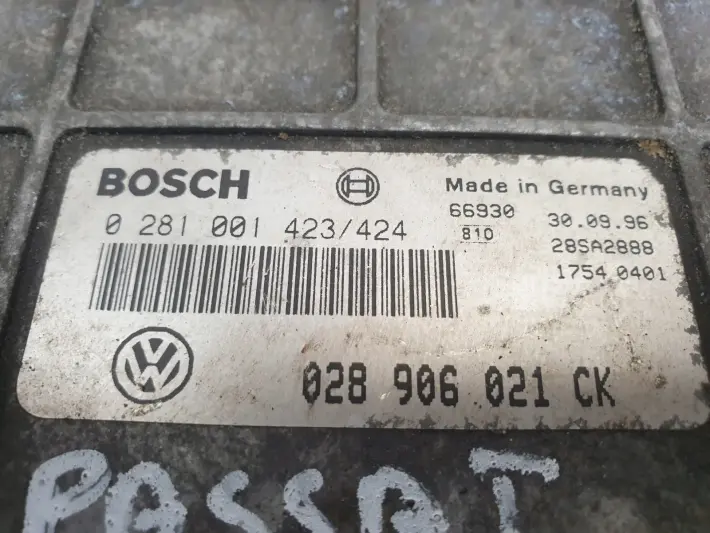 BOSCH
Made in Germany
0 281 001 423/424
66930 30.09.96
810 28SA2888
1754 0401
VW
028 906 021 CK
PASSAT